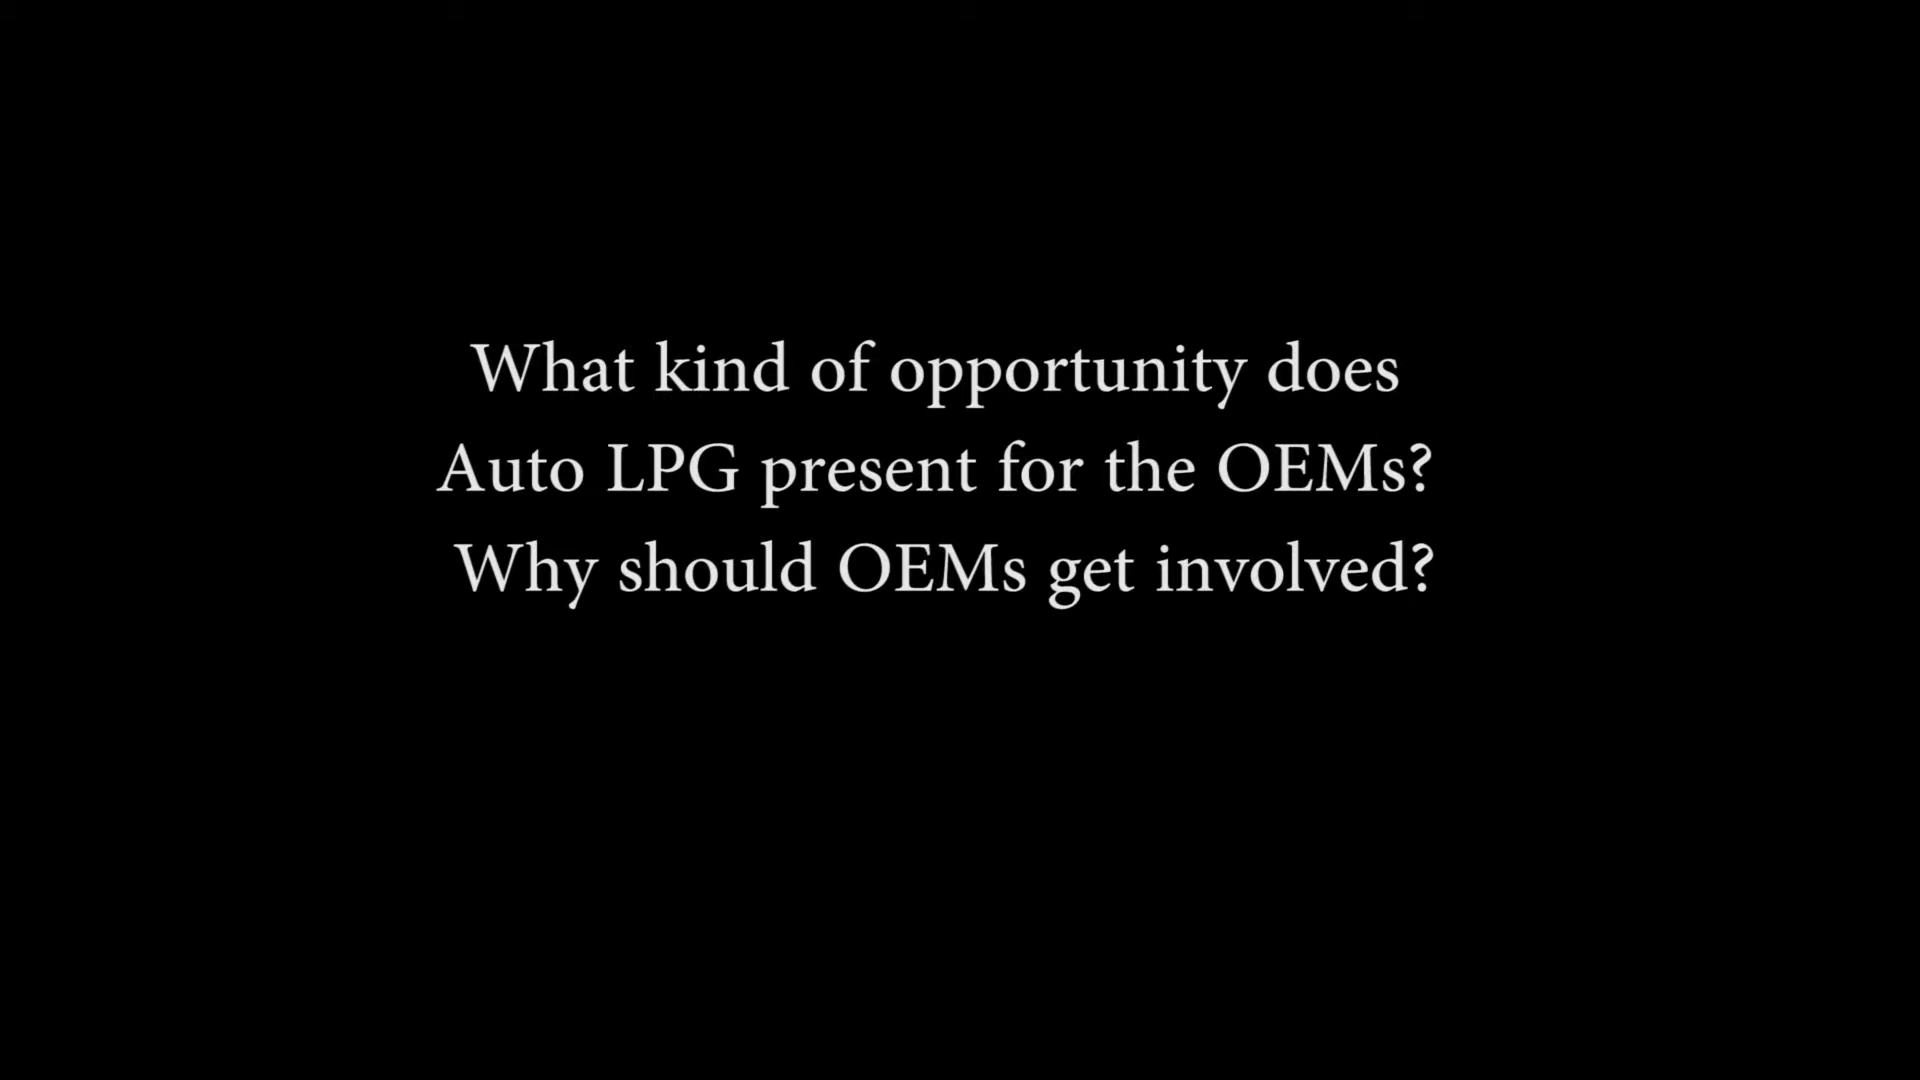 What kind of opportunity does
Auto LPG present for the OEMs?
Why should OEMs get involved?